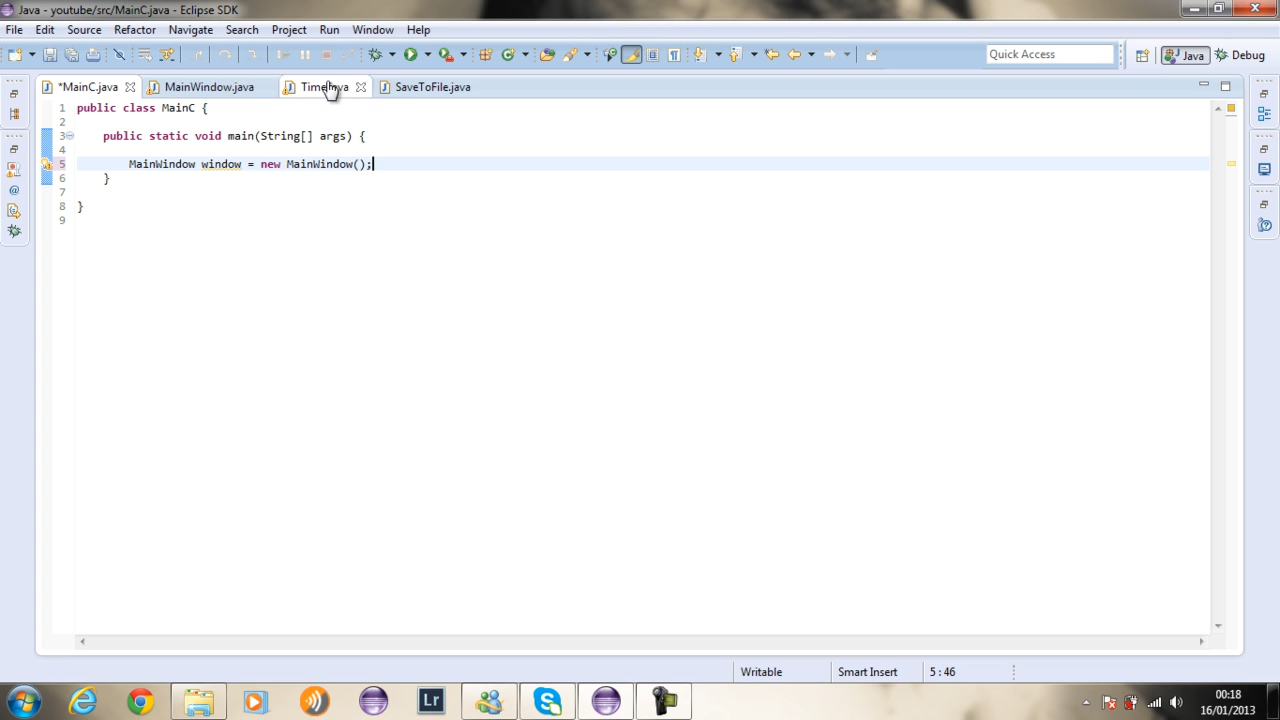 Java - youtube/src/MainC.java - Eclipse SDK
File Edit Source Refactor Navigate Search Project Run Window Help
Quick Access Java Debug
*MainC.java MainWindow.java SaveToFile.java
1 public class MainC {
2
3 public static void main(String[] args) {
4
5 MainWindow window = new MainWindow();
6 }
7
8 }
9
Writable Smart Insert 5 : 46
Lr
00:18
16/01/2013